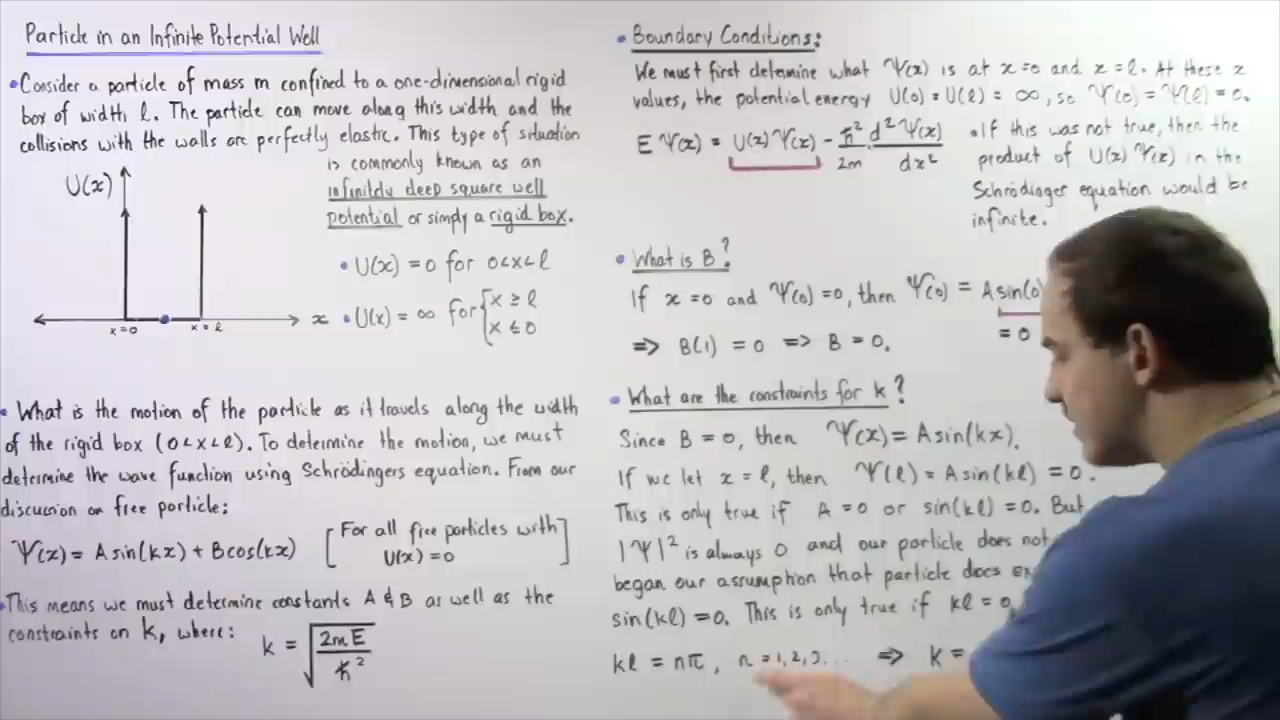 Particle in an Infinite Potential Well
•Consider a particle of mass m confined to a one-dimensional rigid
box of width l. The particle can move along this width and the
collisions with the walls are perfectly elastic. This type of situation
is commonly known as an
infinitely deep square well
potential or simply a rigid box.
U(x)
• U(x) = 0 for 0<x<l
• U(x) = ∞ for { x ≥ l
x ≤ 0
x
x=0
x=l
• What is the motion of the particle as it travels along the width
of the rigid box (0<x<l). To determine the motion, we must
determine the wave function using Schrödingers equation. From our
discussion on free particle:
Ψ(x) = A sin(kx) + B cos(kx)
[For all free particles with
U(x) = 0]
•This means we must determine constants A & B as well as the
constraints on k, where:
k = √(2mE/ħ²)
• Boundary Conditions:
We must first determine what Ψ(x) is at x=0 and x=l. At these x
values, the potential energy U(0) = U(l) = ∞, so Ψ(0) = Ψ(l) = 0.
E Ψ(x) = U(x) Ψ(x) - ħ²/2m d²Ψ(x)/dx²
• If this was not true, then the
product of U(x) Ψ(x) in the
Schrödinger equation would be
infinite.
• What is B?
If x=0 and Ψ(0)=0, then Ψ(0) = A sin(0)
= 0
⇒ B(1) = 0 ⇒ B = 0.
• What are the constraints for k?
Since B = 0, then Ψ(x) = A sin(kx).
If we let x = l, then Ψ(l) = A sin(kl) = 0.
This is only true if A = 0 or sin(kl) = 0. But
|Ψ|² is always 0 and our particle does not
began our assumption that particle does
sin(kl) = 0. This is only true if kl = 0,
kl = nπ, n = 1, 2, 3, ... ⇒ k =